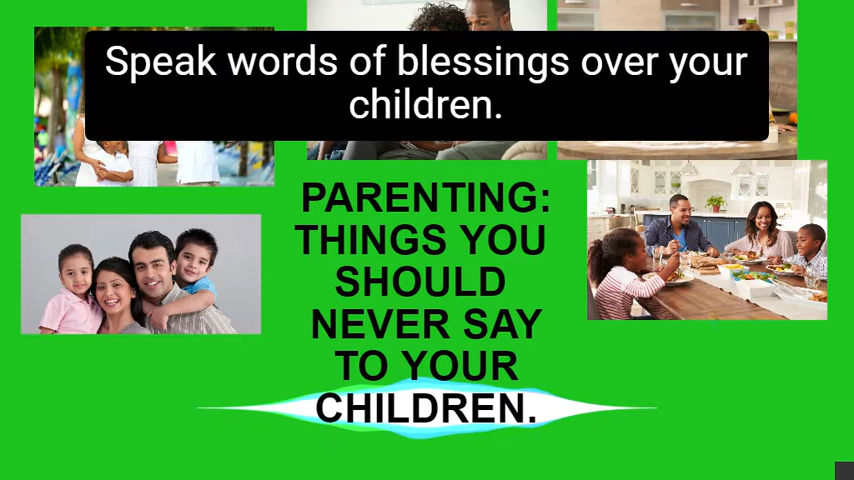 Speak words of blessings over your
children.
PARENTING:
THINGS YOU
SHOULD
NEVER SAY
TO YOUR
CHILDREN.